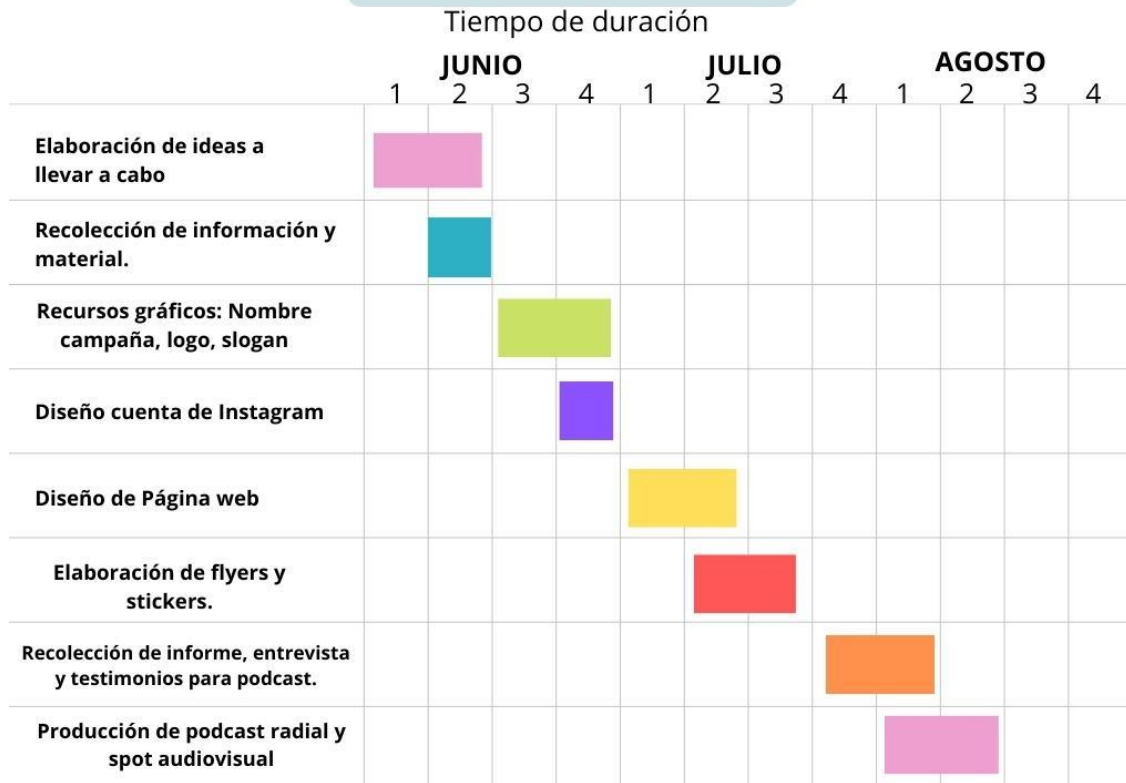 Tiempo de duración
JUNIO JULIO AGOSTO
1 2 3 4 1 2 3 4 1 2 3 4
Elaboración de ideas a
llevar a cabo
Recolección de información y
material.
Recursos gráficos: Nombre
campaña, logo, slogan
Diseño cuenta de Instagram
Diseño de Página web
Elaboración de flyers y
stickers.
Recolección de informe, entrevista
y testimonios para podcast.
Producción de podcast radial y
spot audiovisual